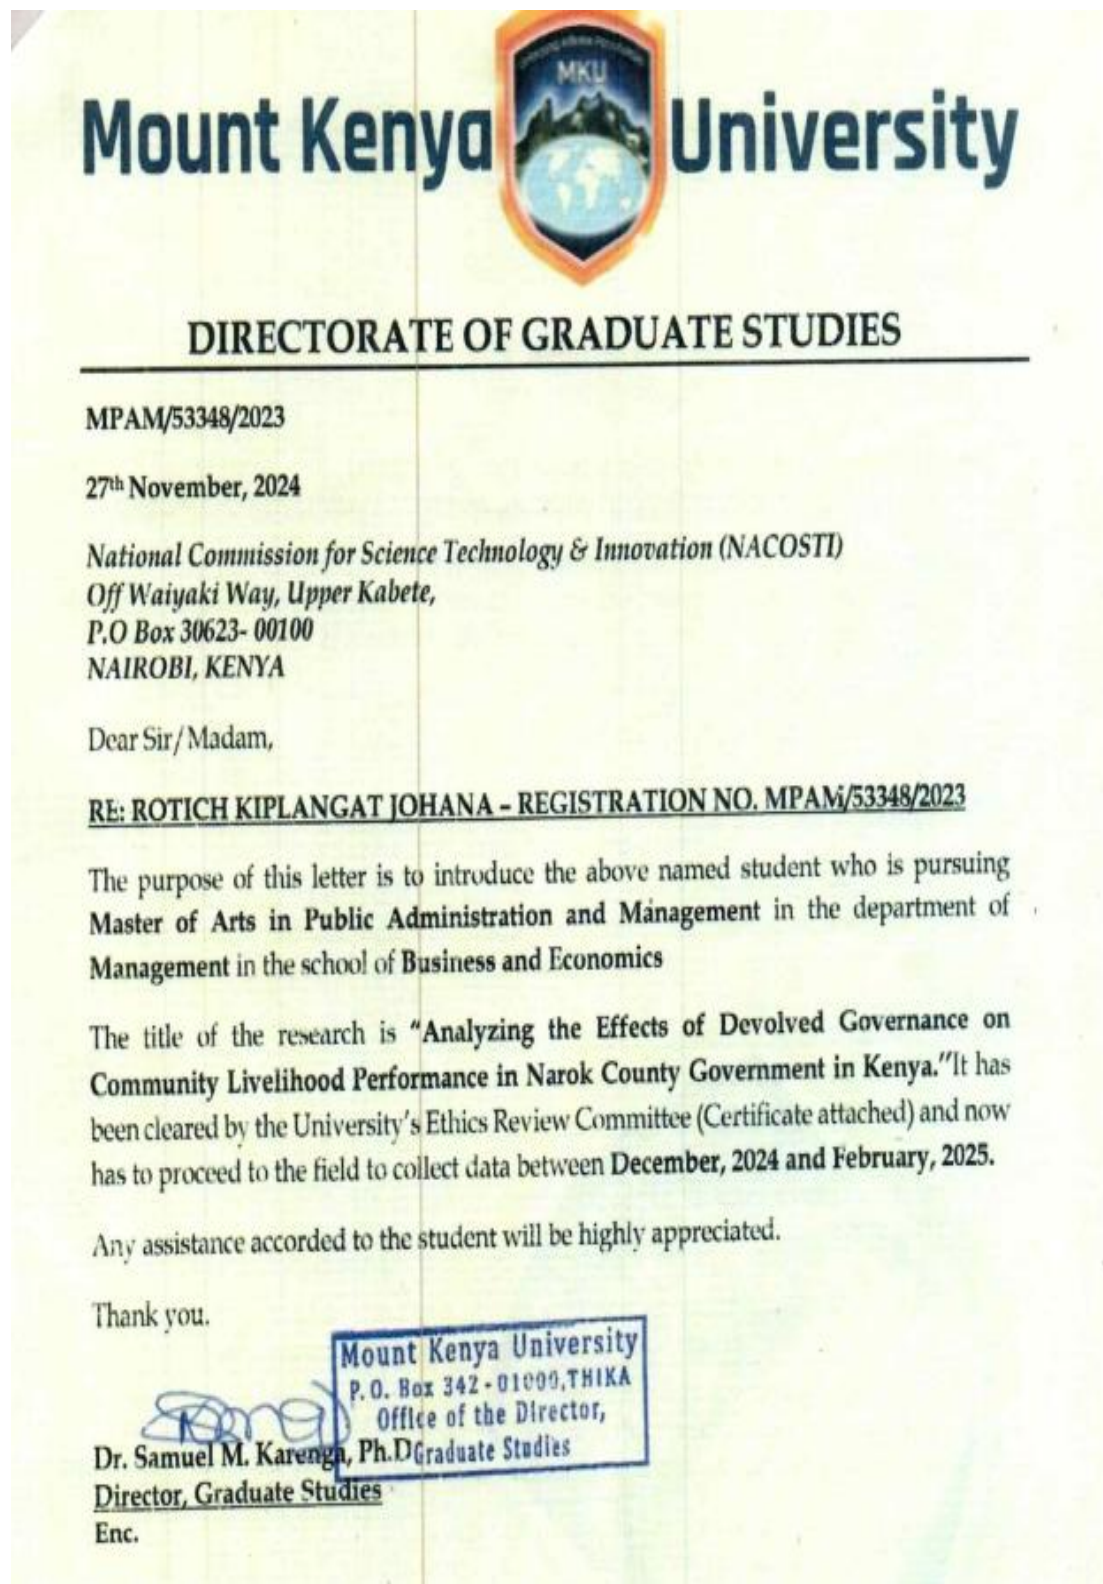 MKU
Mount Kenya University
DIRECTORATE OF GRADUATE STUDIES
MPAM/53348/2023
27th November, 2024
National Commission for Science Technology & Innovation (NACOSTI)
Off Waiyaki Way, Upper Kabete,
P.O Box 30623- 00100
NAIROBI, KENYA
Dear Sir/Madam,
RE: ROTICH KIPLANGAT JOHANA – REGISTRATION NO. MPAM/53348/2023
The purpose of this letter is to introduce the above named student who is pursuing
Master of Arts in Public Administration and Management in the department of
Management in the school of Business and Economics
The title of the research is “Analyzing the Effects of Devolved Governance on
Community Livelihood Performance in Narok County Government in Kenya.”It has
been cleared by the University’s Ethics Review Committee (Certificate attached) and now
has to proceed to the field to collect data between December, 2024 and February, 2025.
Any assistance accorded to the student will be highly appreciated.
Thank you.
Mount Kenya University
P. O. Box 342 - 01000, THIKA
Office of the Director,
Graduate Studies
Dr. Samuel M. Karenga, Ph.D
Director, Graduate Studies
Enc.